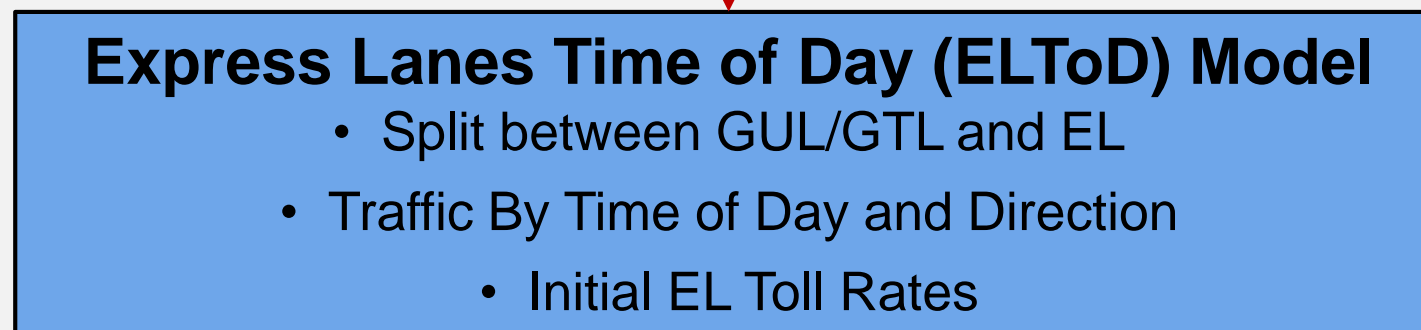 Express Lanes Time of Day (ELToD) Model
• Split between GUL/GTL and EL
• Traffic By Time of Day and Direction
• Initial EL Toll Rates